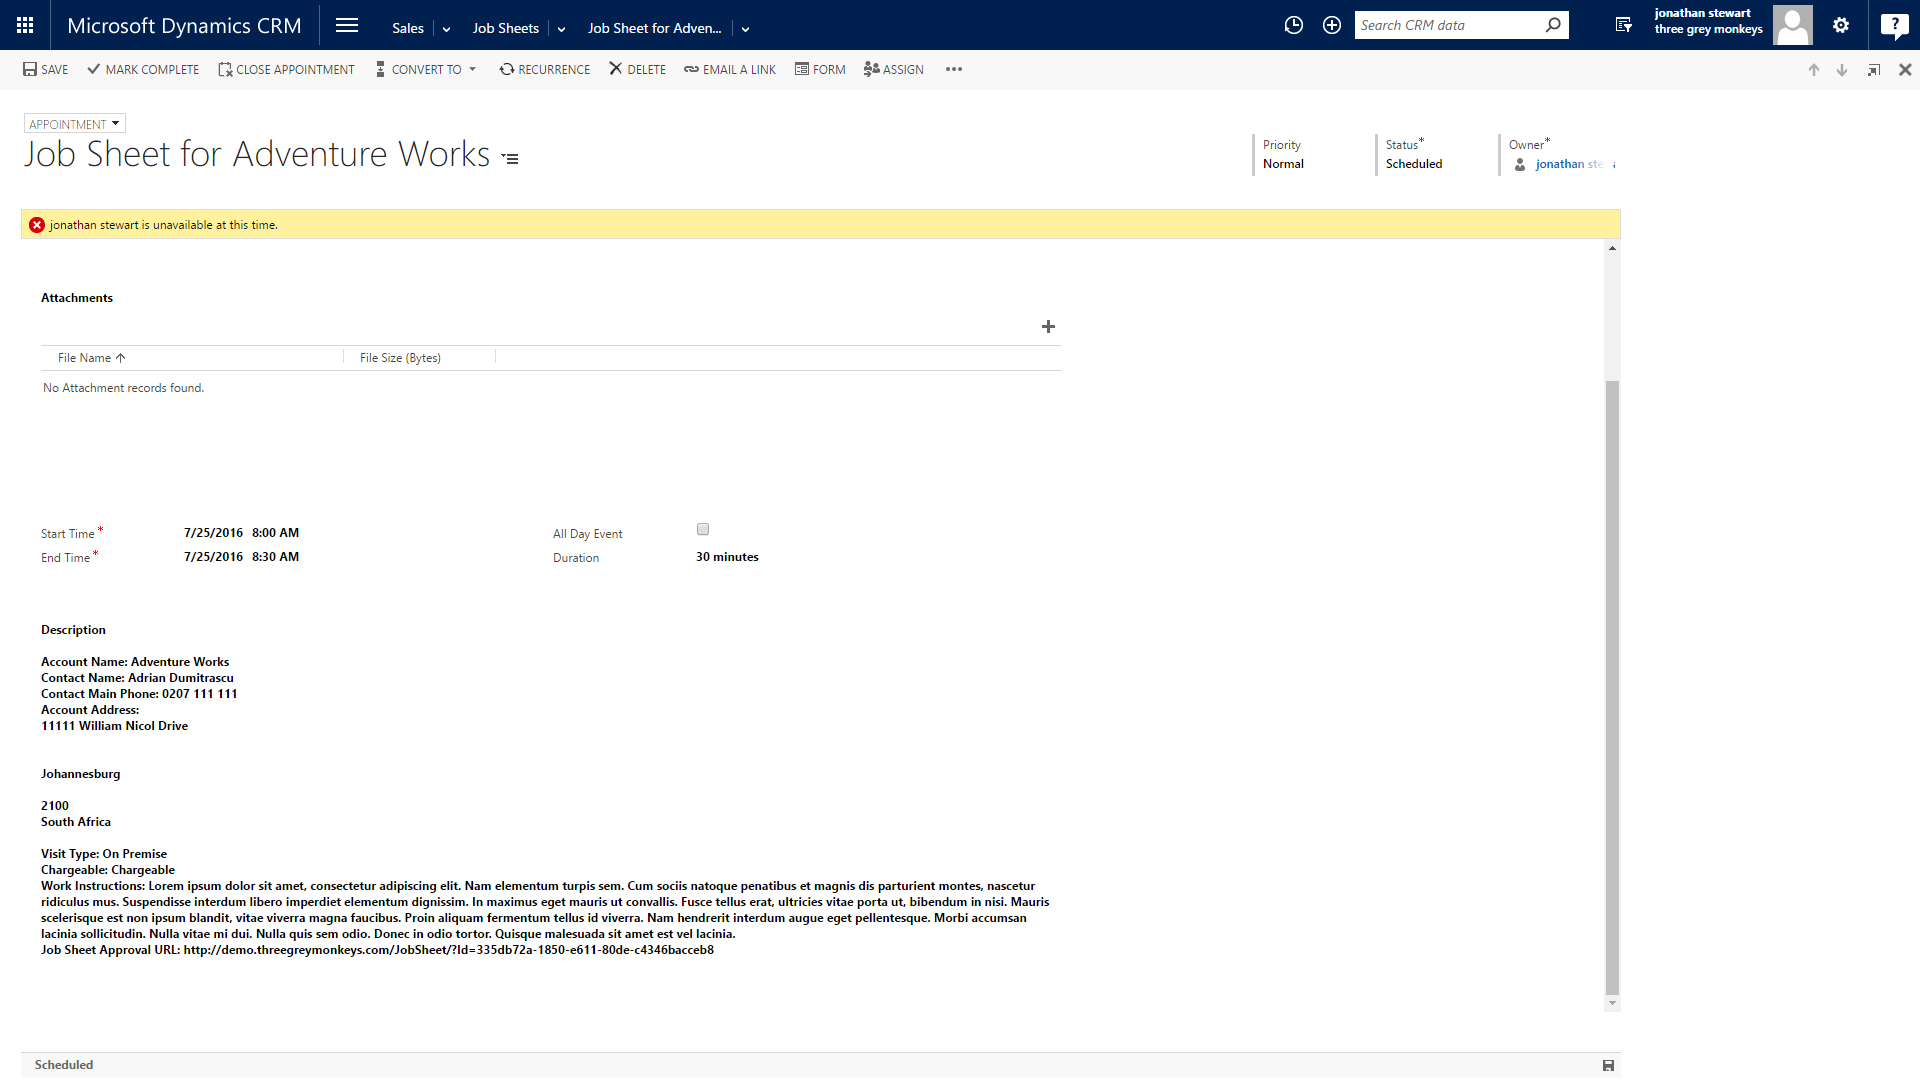 Microsoft Dynamics CRM
Sales
Job Sheets
Job Sheet for Adven...
Search CRM data
jonathan stewart
three grey monkeys
?
SAVE
MARK COMPLETE
CLOSE APPOINTMENT
CONVERT TO
RECURRENCE
DELETE
EMAIL A LINK
FORM
ASSIGN
APPOINTMENT
Job Sheet for Adventure Works
Priority
Normal
Status*
Scheduled
Owner*
jonathan ste
jonathan stewart is unavailable at this time.
Attachments
File Name
File Size (Bytes)
No Attachment records found.
Start Time* 7/25/2016 8:00 AM
All Day Event
End Time* 7/25/2016 8:30 AM
Duration 30 minutes
Description
Account Name: Adventure Works
Contact Name: Adrian Dumitrascu
Contact Main Phone: 0207 111 111
Account Address:
11111 William Nicol Drive
Johannesburg
2100
South Africa
Visit Type: On Premise
Chargeable: Chargeable
Work Instructions: Lorem ipsum dolor sit amet, consectetur adipiscing elit. Nam elementum turpis sem. Cum sociis natoque penatibus et magnis dis parturient montes, nascetur
ridiculus mus. Suspendisse interdum libero imperdiet elementum dignissim. In maximus eget mauris ut convallis. Fusce tellus erat, ultricies vitae porta ut, bibendum in nisi. Mauris
scelerisque est non ipsum blandit, vitae viverra magna faucibus. Proin aliquam fermentum tellus id viverra. Nam hendrerit interdum augue eget pellentesque. Morbi accumsan
lacinia sollicitudin. Nulla vitae mi dui. Nulla quis sem odio. Donec in odio tortor. Quisque malesuada sit amet est vel lacinia.
Job Sheet Approval URL: http://demo.threegreymonkeys.com/JobSheet/?Id=335db72a-1850-e611-80de-c4346bacceb8
Scheduled